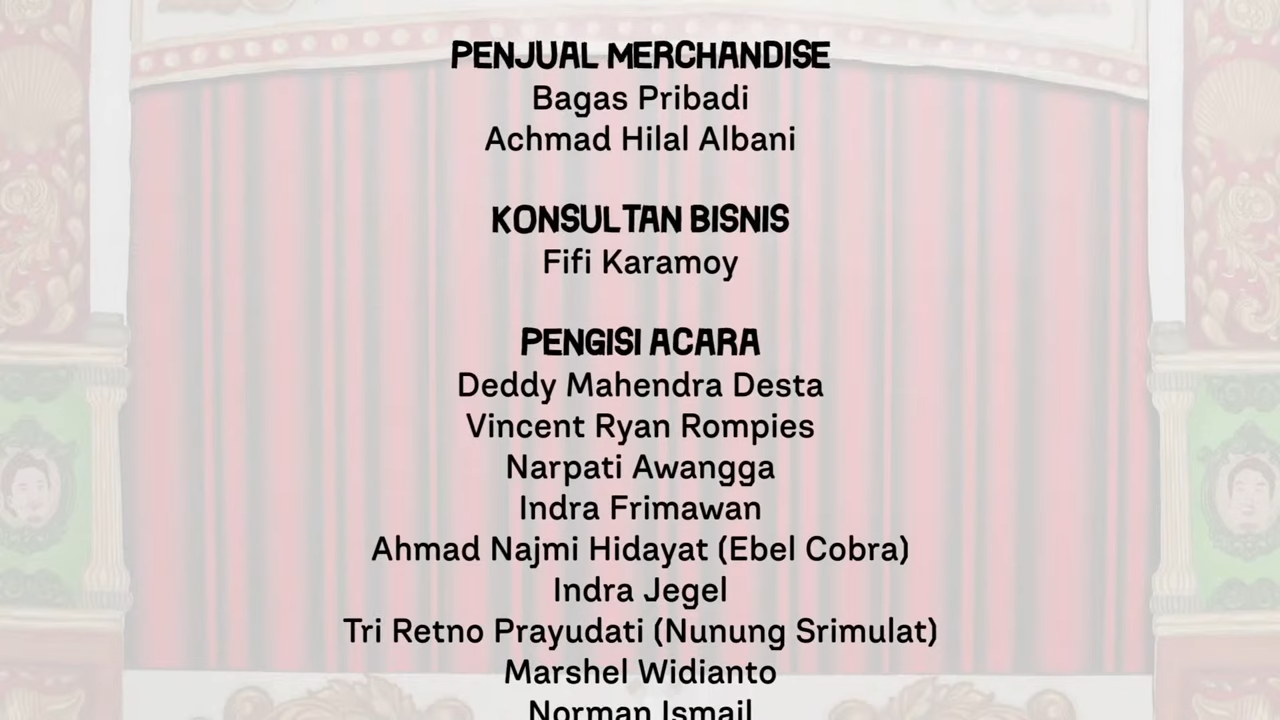 PENJUAL MERCHANDISE
Bagas Pribadi
Achmad Hilal Albani
KONSULTAN BISNIS
Fifi Karamoy
PENGISI ACARA
Deddy Mahendra Desta
Vincent Ryan Rompies
Narpati Awangga
Indra Frimawan
Ahmad Najmi Hidayat (Ebel Cobra)
Indra Jegel
Tri Retno Prayudati (Nunung Srimulat)
Marshel Widianto
Norman Ismail